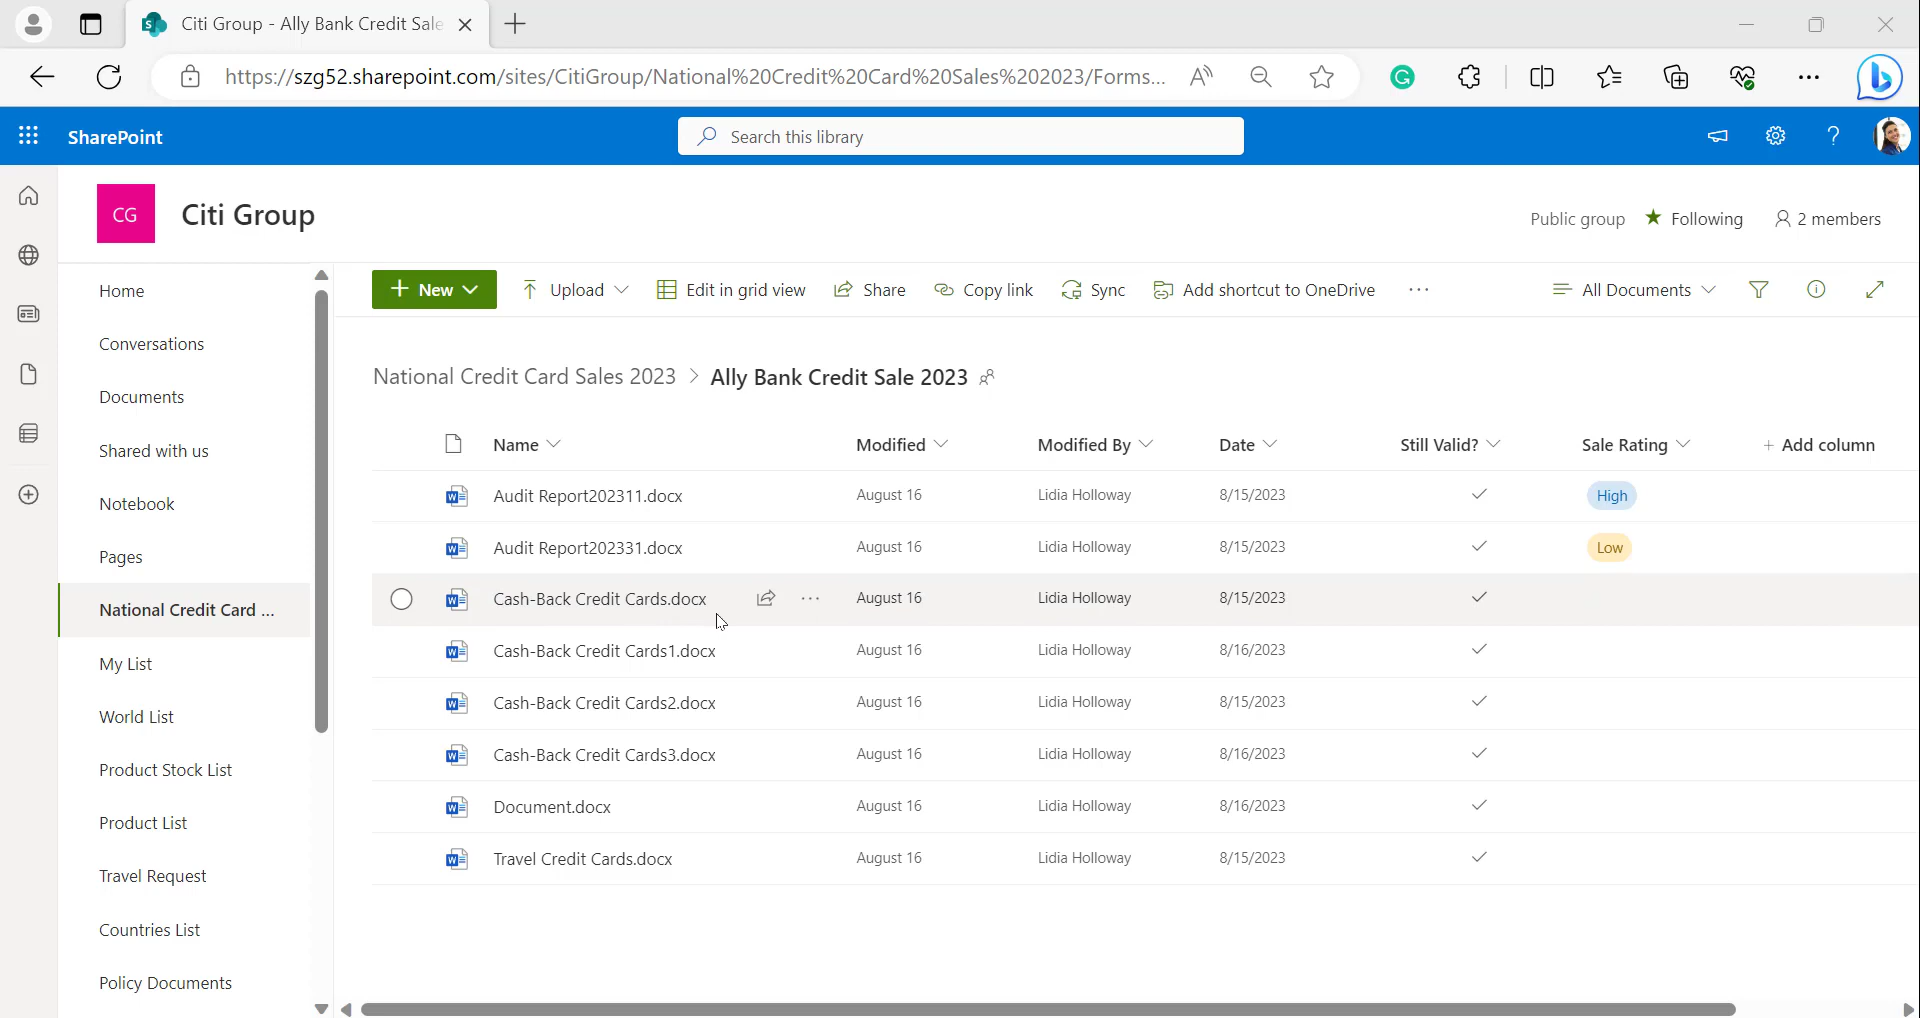 Citi Group - Ally Bank Credit Sale
https://szg52.sharepoint.com/sites/CitiGroup/National%20Credit%20Card%20Sales%202023/Forms...
SharePoint
Search this library
CG
Citi Group
Public group
Following
2 members
Home
Conversations
Documents
Shared with us
Notebook
Pages
National Credit Card ...
My List
World List
Product Stock List
Product List
Travel Request
Countries List
Policy Documents
New
Upload
Edit in grid view
Share
Copy link
Sync
Add shortcut to OneDrive
All Documents
National Credit Card Sales 2023 > Ally Bank Credit Sale 2023
Name Modified Modified By Date Still Valid? Sale Rating + Add column
Audit Report202311.docx August 16 Lidia Holloway 8/15/2023 High
Audit Report202331.docx August 16 Lidia Holloway 8/15/2023 Low
Cash-Back Credit Cards.docx August 16 Lidia Holloway 8/15/2023
Cash-Back Credit Cards1.docx August 16 Lidia Holloway 8/16/2023
Cash-Back Credit Cards2.docx August 16 Lidia Holloway 8/15/2023
Cash-Back Credit Cards3.docx August 16 Lidia Holloway 8/16/2023
Document.docx August 16 Lidia Holloway 8/16/2023
Travel Credit Cards.docx August 16 Lidia Holloway 8/15/2023